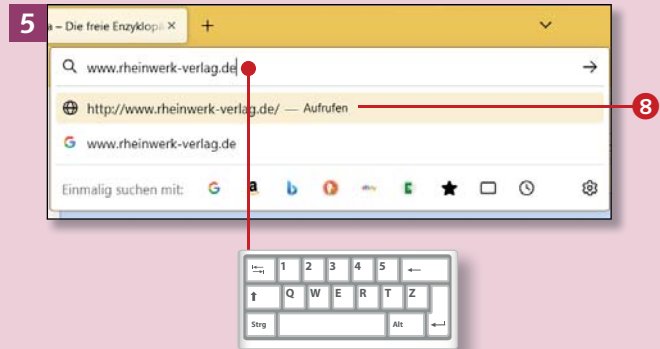 5
a – Die freie Enzyklopä
www.rheinwerk-verlag.de
http://www.rheinwerk-verlag.de/ — Aufrufen
8
www.rheinwerk-verlag.de
Einmalig suchen mit:
1 2 3 4 5
Q W E R T Z
Strg Alt